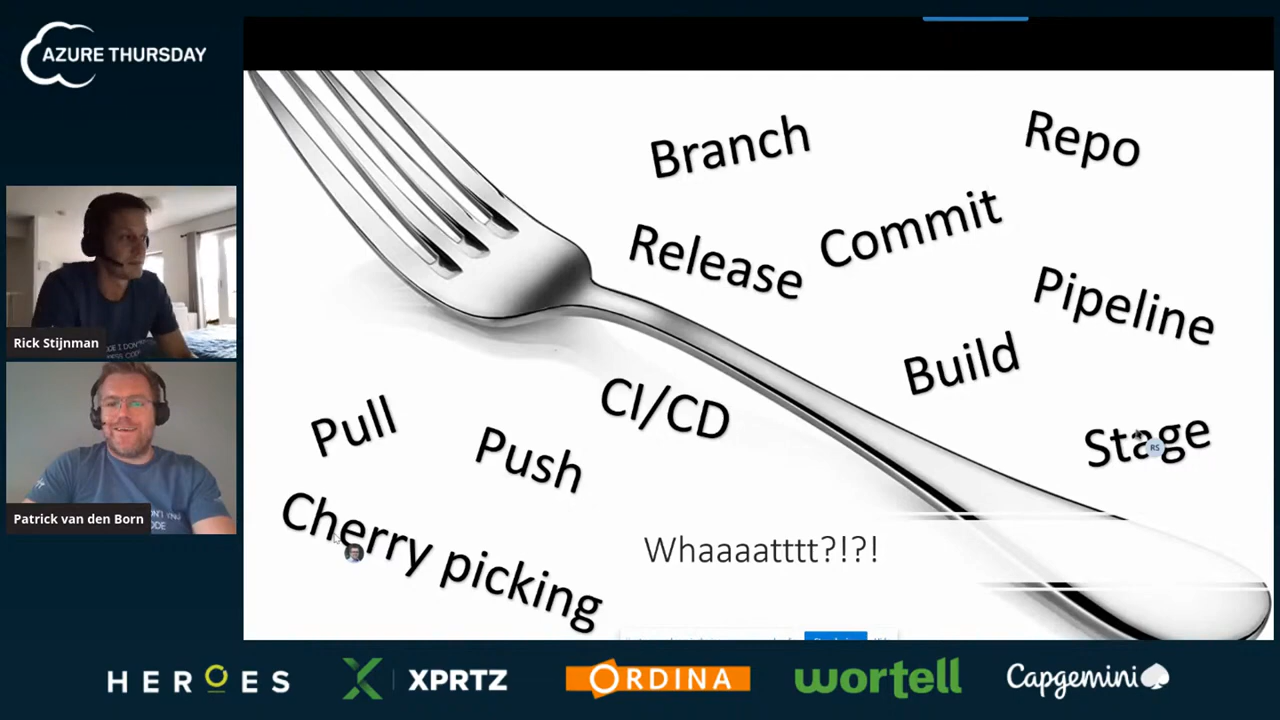 AZURE THURSDAY
Branch
Repo
Release
Commit
Pipeline
Build
CI/CD
Pull
Push
Stage
RS
Cherry picking
Whaaaatttt?!?!
Rick Stijnman
Patrick van den Born
HEROES
XPRTZ
ORDINA
wortell
Capgemini